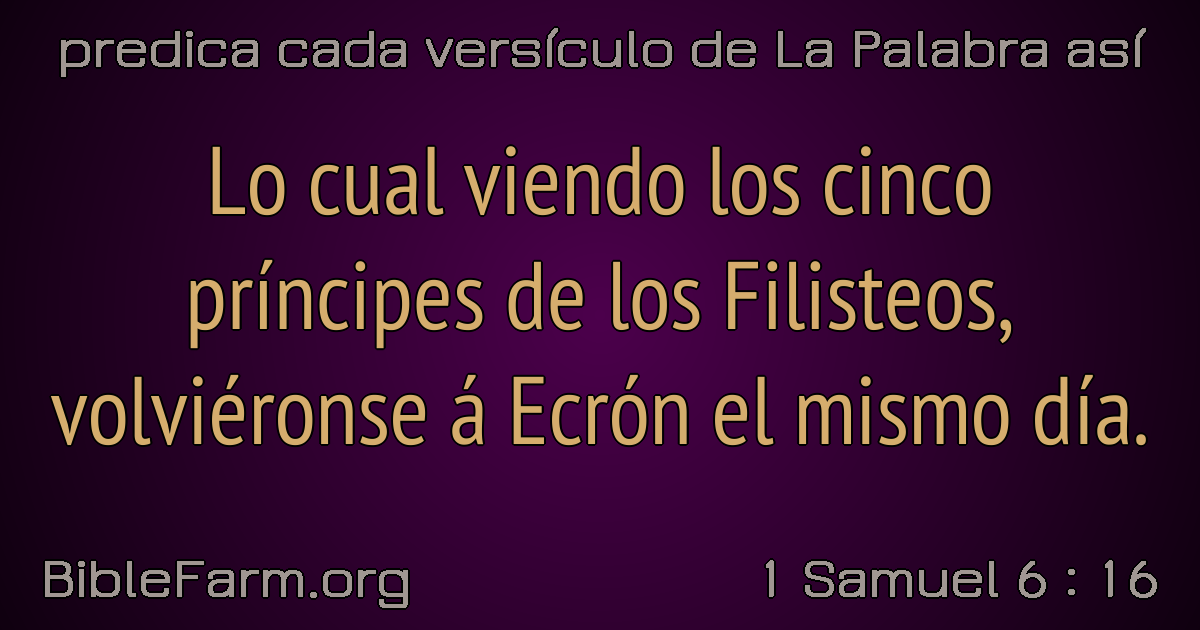 predica cada versículo de La Palabra así
Lo cual viendo los cinco
príncipes de los Filisteos,
volviéronse á Ecrón el mismo día.
BibleFarm.org
1 Samuel 6 : 16